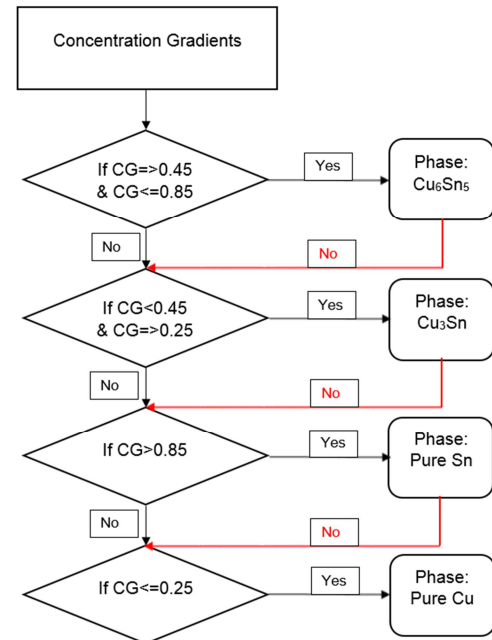 Concentration Gradients
If CG=>0.45
& CG<=0.85
Yes
Phase:
Cu₆Sn₅
No
No
If CG<0.45
& CG=>0.25
Yes
Phase:
Cu₃Sn
No
No
If CG>0.85
Yes
Phase:
Pure Sn
No
No
If CG<=0.25
Yes
Phase:
Pure Cu